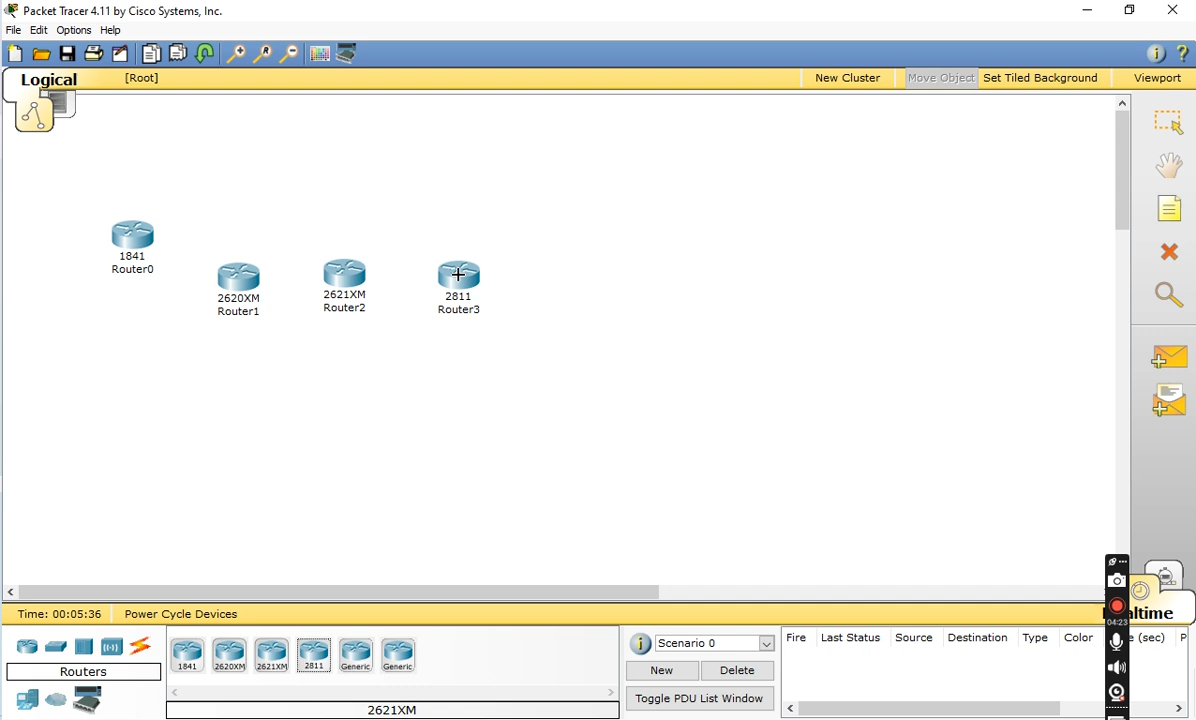 Packet Tracer 4.11 by Cisco Systems, Inc.
File Edit Options Help
Logical [Root] New Cluster Move Object Set Tiled Background Viewport
1841
Router0
2620XM
Router1
2621XM
Router2
2811
Router3
Time: 00:05:36 Power Cycle Devices
Routers
1841 2620XM 2621XM 2811 Generic Generic
2621XM
Scenario 0
New Delete
Toggle PDU List Window
Fire Last Status Source Destination Type Color (sec) P
04:23